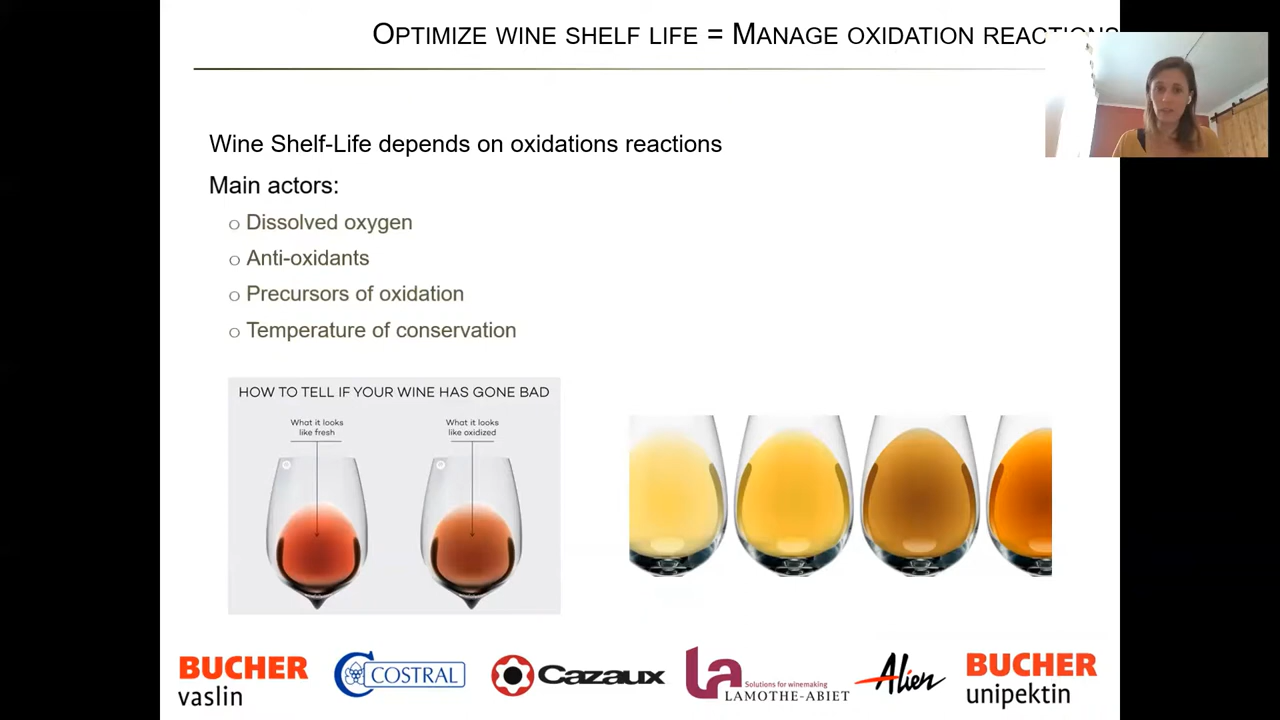 OPTIMIZE WINE SHELF LIFE = MANAGE OXIDATION REACTIONS
Wine Shelf-Life depends on oxidations reactions
Main actors:
Dissolved oxygen
Anti-oxidants
Precursors of oxidation
Temperature of conservation
HOW TO TELL IF YOUR WINE HAS GONE BAD
What it looks
like fresh
What it looks
like oxidized
BUCHER
vaslin
COSTRAL
Cazaux
La
Solutions for winemaking
LAMOTHE-ABIET
Alien
BUCHER
unipektin